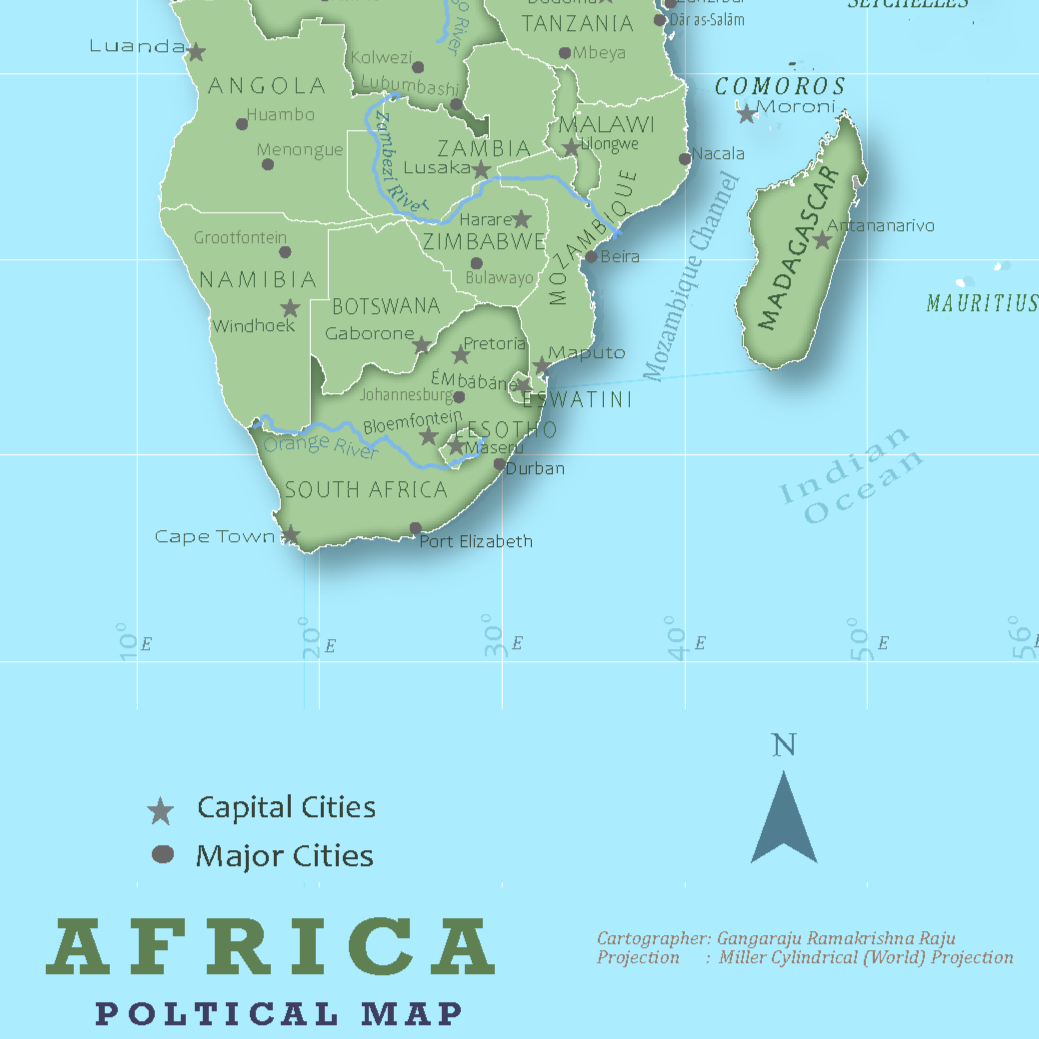 SEYCHELLES
TANZANIA
Dār as-Salām
Luanda
Kolwezi
Mbeya
ANGOLA
Lubumbashi
COMOROS
Moroni
Huambo
MALAWI
Lilongwe
Menongue
ZAMBIA
Lusaka
Zambezi River
Nacala
MOZAMBIQUE
Mozambique Channel
MADAGASCAR
Antananarivo
Harare
ZIMBABWE
Grootfontein
Beira
Bulawayo
NAMIBIA
BOTSWANA
MAURITIUS
Windhoek
Gaborone
Pretoria
Maputo
ÉMbábáne
Johannesburg
ESWATINI
Bloemfontein
LESOTHO
Orange River
Maseru
Durban
SOUTH AFRICA
Indian
Ocean
Cape Town
Port Elizabeth
10° E
20° E
30° E
40° E
50° E
56°
N
Capital Cities
Major Cities
AFRICA
POLTICAL MAP
Cartographer: Gangaraju Ramakrishna Raju
Projection : Miller Cylindrical (World) Projection